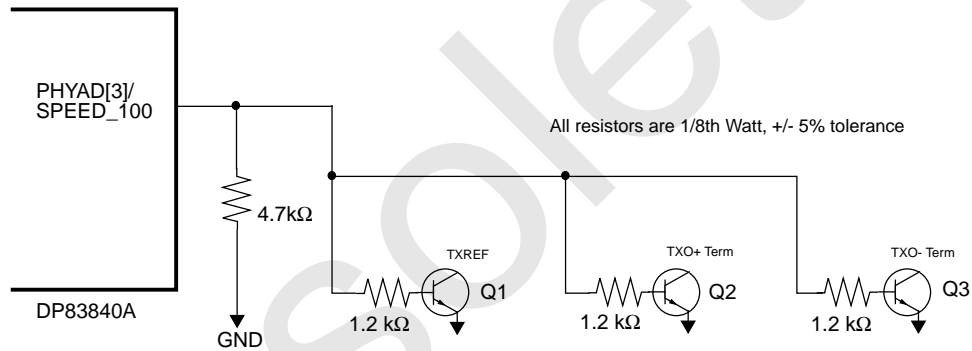 PHYAD[3]/
SPEED_100
All resistors are 1/8th Watt, +/- 5% tolerance
4.7kΩ
TXREF
TXO+ Term
TXO- Term
Q1
Q2
Q3
1.2 kΩ
1.2 kΩ
1.2 kΩ
DP83840A
GND